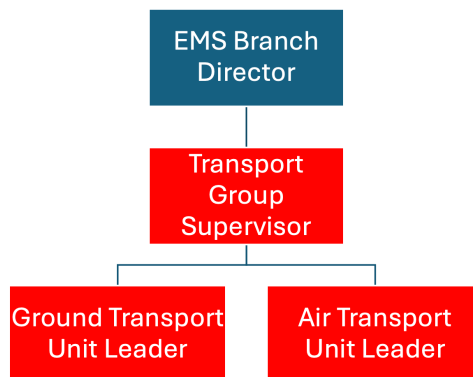 EMS Branch
Director
Transport
Group
Supervisor
Ground Transport
Unit Leader
Air Transport
Unit Leader